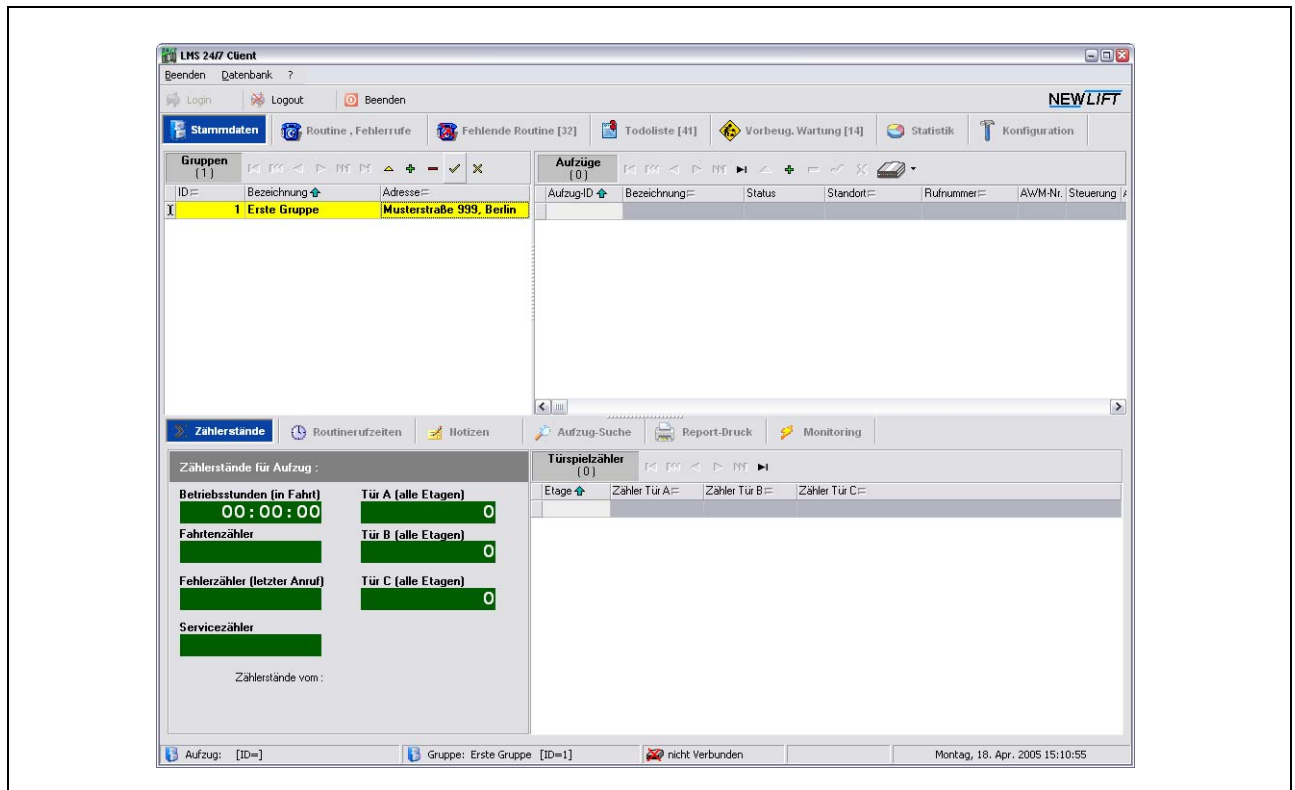 LMS 24/7 Client
Beenden Datenbank ?
Login Logout Beenden NEWLIFT
Stammdaten Routine , Fehlerrufe Fehlende Routine [32] Todoliste [41] Vorbeug. Wartung [14] Statistik Konfiguration
Gruppen (1)
ID Bezeichnung Adresse
1 Erste Gruppe Musterstraße 999, Berlin
Aufzüge (0)
Aufzug-ID Bezeichnung Status Standort Rufnummer AWM-Nr. Steuerung
Zählerstände Routinerufzeiten Notizen Aufzug-Suche Report-Druck Monitoring
Zählerstände für Aufzug :
Betriebsstunden (in Fahrt) Tür A (alle Etagen)
00:00:00 0
Fahrtenzähler Tür B (alle Etagen)
0
Fehlerzähler (letzter Anruf) Tür C (alle Etagen)
0
Servicezähler
Zählerstände vom :
Türspielzähler (0)
Etage Zähler Tür A Zähler Tür B Zähler Tür C
Aufzug: [ID=] Gruppe: Erste Gruppe [ID=1] nicht Verbunden Montag, 18. Apr. 2005 15:10:55